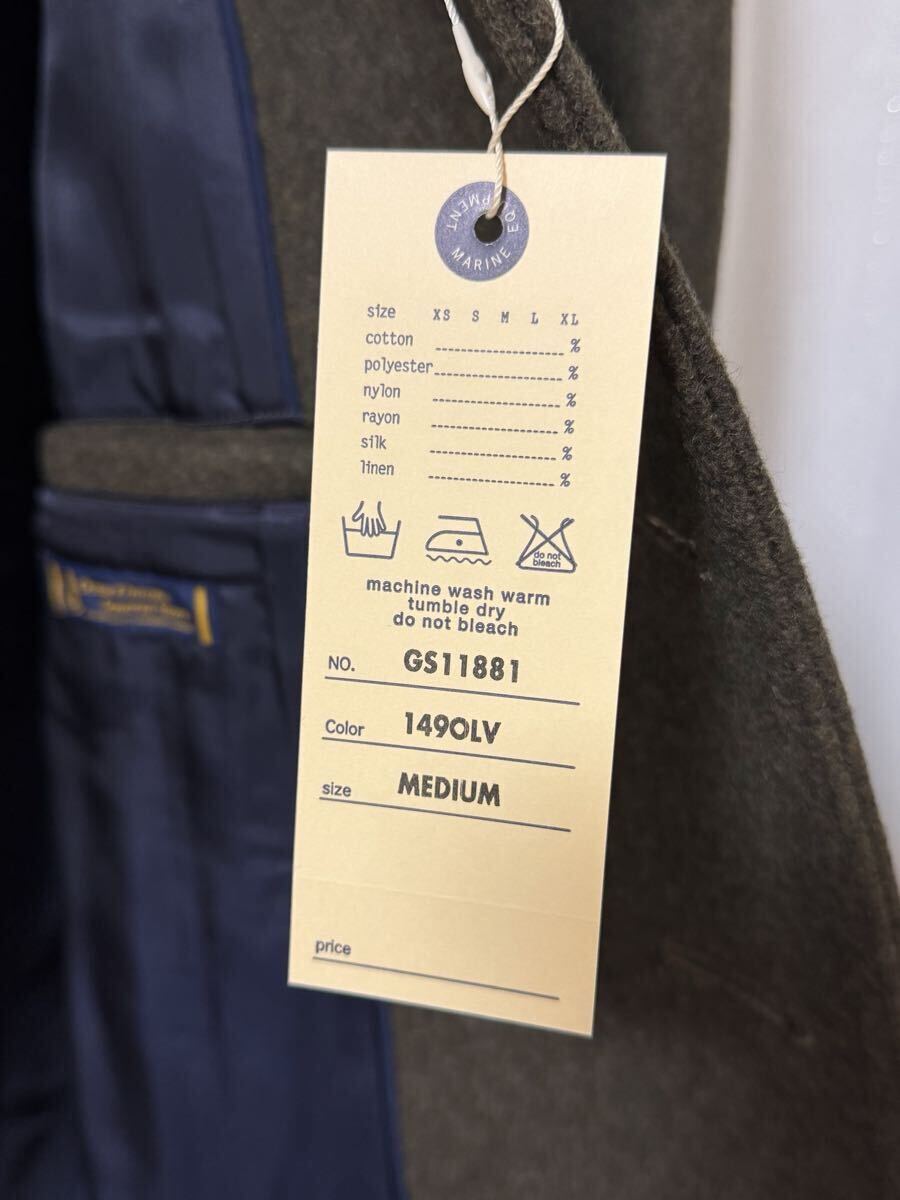 MARINE EQUIPMENT
size XS S M L XL
cotton %
polyester %
nylon %
rayon %
silk %
linen %
do not bleach
machine wash warm
tumble dry
do not bleach
NO. GS11881
Color 149OLV
size MEDIUM
price